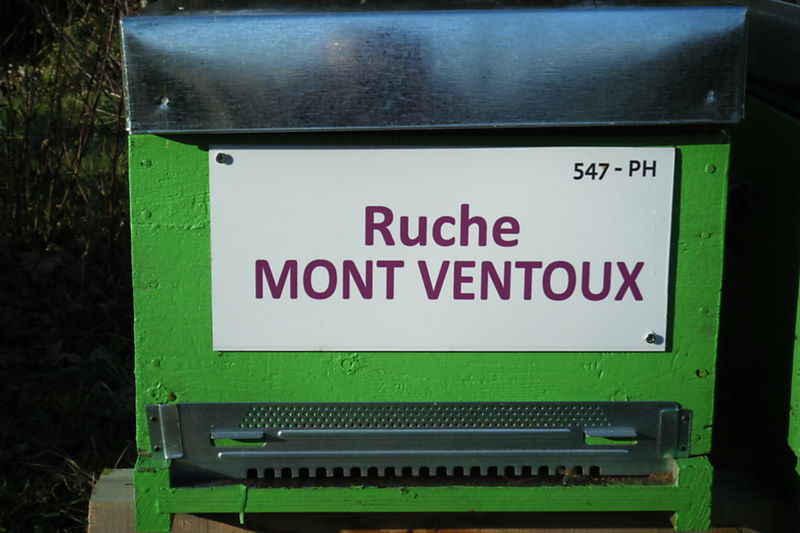 547 - PH
Ruche
MONT VENTOUX